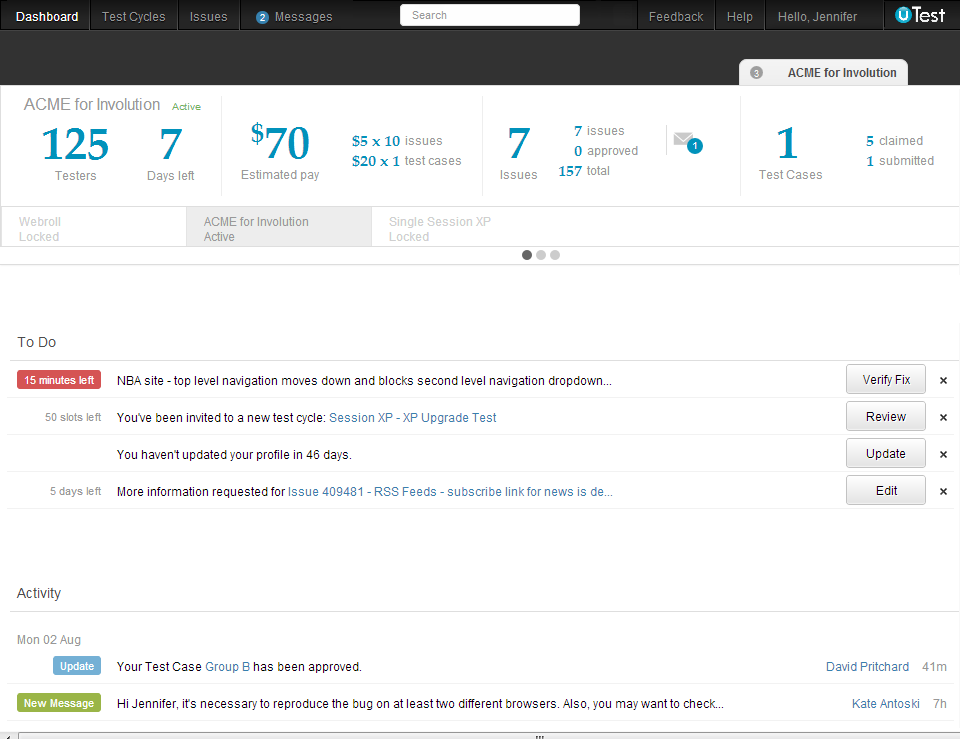 Dashboard Test Cycles Issues 2 Messages Search Feedback Help Hello, Jennifer uTest
3 ACME for Involution
ACME for Involution Active
125 Testers
7 Days left
$70 Estimated pay
$5 x 10 issues
$20 x 1 test cases
7 Issues
7 issues
0 approved
157 total
1
1 Test Cases
5 claimed
1 submitted
Webroll
Locked
ACME for Involution
Active
Single Session XP
Locked
To Do
15 minutes left NBA site - top level navigation moves down and blocks second level navigation dropdown... Verify Fix ×
50 slots left You've been invited to a new test cycle: Session XP - XP Upgrade Test Review ×
You haven't updated your profile in 46 days. Update ×
5 days left More information requested for Issue 409481 - RSS Feeds - subscribe link for news is de... Edit ×
Activity
Mon 02 Aug
Update Your Test Case Group B has been approved. David Pritchard 41m
New Message Hi Jennifer, it's necessary to reproduce the bug on at least two different browsers. Also, you may want to check... Kate Antoski 7h